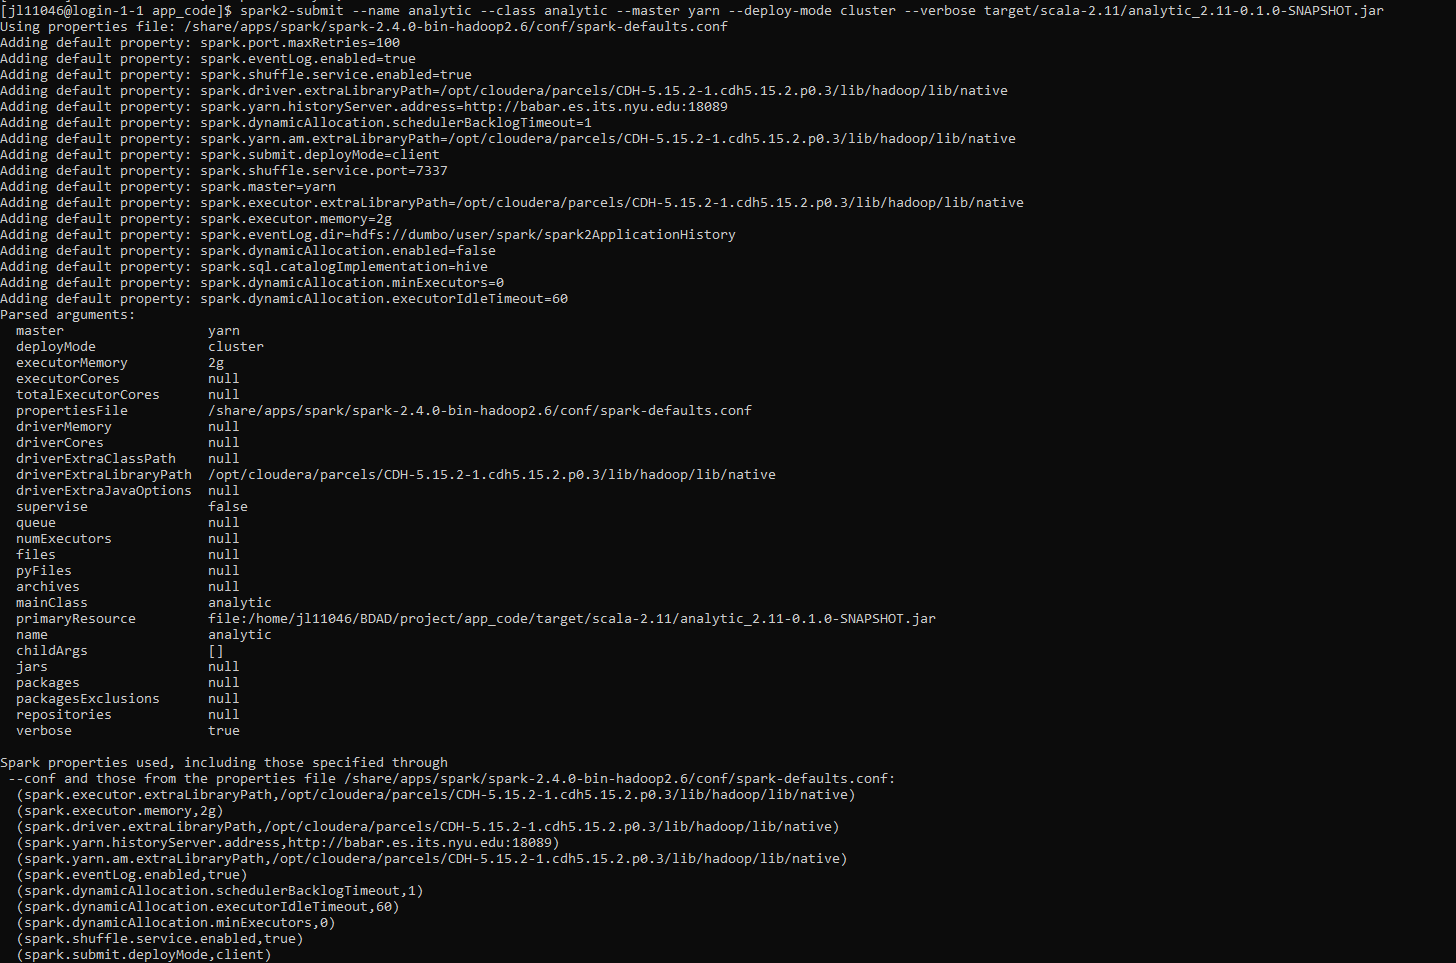 [jl11046@login-1-1 app_code]$ spark2-submit --name analytic --class analytic --master yarn --deploy-mode cluster --verbose target/scala-2.11/analytic_2.11-0.1.0-SNAPSHOT.jar
Using properties file: /share/apps/spark/spark-2.4.0-bin-hadoop2.6/conf/spark-defaults.conf
Adding default property: spark.port.maxRetries=100
Adding default property: spark.eventLog.enabled=true
Adding default property: spark.shuffle.service.enabled=true
Adding default property: spark.driver.extraLibraryPath=/opt/cloudera/parcels/CDH-5.15.2-1.cdh5.15.2.p0.3/lib/hadoop/lib/native
Adding default property: spark.yarn.historyServer.address=http://babar.es.its.nyu.edu:18089
Adding default property: spark.dynamicAllocation.schedulerBacklogTimeout=1
Adding default property: spark.yarn.am.extraLibraryPath=/opt/cloudera/parcels/CDH-5.15.2-1.cdh5.15.2.p0.3/lib/hadoop/lib/native
Adding default property: spark.submit.deployMode=client
Adding default property: spark.shuffle.service.port=7337
Adding default property: spark.master=yarn
Adding default property: spark.executor.extraLibraryPath=/opt/cloudera/parcels/CDH-5.15.2-1.cdh5.15.2.p0.3/lib/hadoop/lib/native
Adding default property: spark.executor.memory=2g
Adding default property: spark.eventLog.dir=hdfs://dumbo/user/spark/spark2ApplicationHistory
Adding default property: spark.dynamicAllocation.enabled=false
Adding default property: spark.sql.catalogImplementation=hive
Adding default property: spark.dynamicAllocation.minExecutors=0
Adding default property: spark.dynamicAllocation.executorIdleTimeout=60
Parsed arguments:
  master                  yarn
  deployMode              cluster
  executorMemory          2g
  executorCores           null
  totalExecutorCores      null
  propertiesFile          /share/apps/spark/spark-2.4.0-bin-hadoop2.6/conf/spark-defaults.conf
  driverMemory            null
  driverCores             null
  driverExtraClassPath    null
  driverExtraLibraryPath  /opt/cloudera/parcels/CDH-5.15.2-1.cdh5.15.2.p0.3/lib/hadoop/lib/native
  driverExtraJavaOptions  null
  supervise               false
  queue                   null
  numExecutors            null
  files                   null
  pyFiles                 null
  archives                null
  mainClass               analytic
  primaryResource         file:/home/jl11046/BDAD/project/app_code/target/scala-2.11/analytic_2.11-0.1.0-SNAPSHOT.jar
  name                    analytic
  childArgs               []
  jars                    null
  packages                null
  packagesExclusions      null
  repositories            null
  verbose                 true

Spark properties used, including those specified through
 --conf and those from the properties file /share/apps/spark/spark-2.4.0-bin-hadoop2.6/conf/spark-defaults.conf:
  (spark.executor.extraLibraryPath,/opt/cloudera/parcels/CDH-5.15.2-1.cdh5.15.2.p0.3/lib/hadoop/lib/native)
  (spark.executor.memory,2g)
  (spark.driver.extraLibraryPath,/opt/cloudera/parcels/CDH-5.15.2-1.cdh5.15.2.p0.3/lib/hadoop/lib/native)
  (spark.yarn.historyServer.address,http://babar.es.its.nyu.edu:18089)
  (spark.yarn.am.extraLibraryPath,/opt/cloudera/parcels/CDH-5.15.2-1.cdh5.15.2.p0.3/lib/hadoop/lib/native)
  (spark.eventLog.enabled,true)
  (spark.dynamicAllocation.schedulerBacklogTimeout,1)
  (spark.dynamicAllocation.executorIdleTimeout,60)
  (spark.dynamicAllocation.minExecutors,0)
  (spark.shuffle.service.enabled,true)
  (spark.submit.deployMode,client)